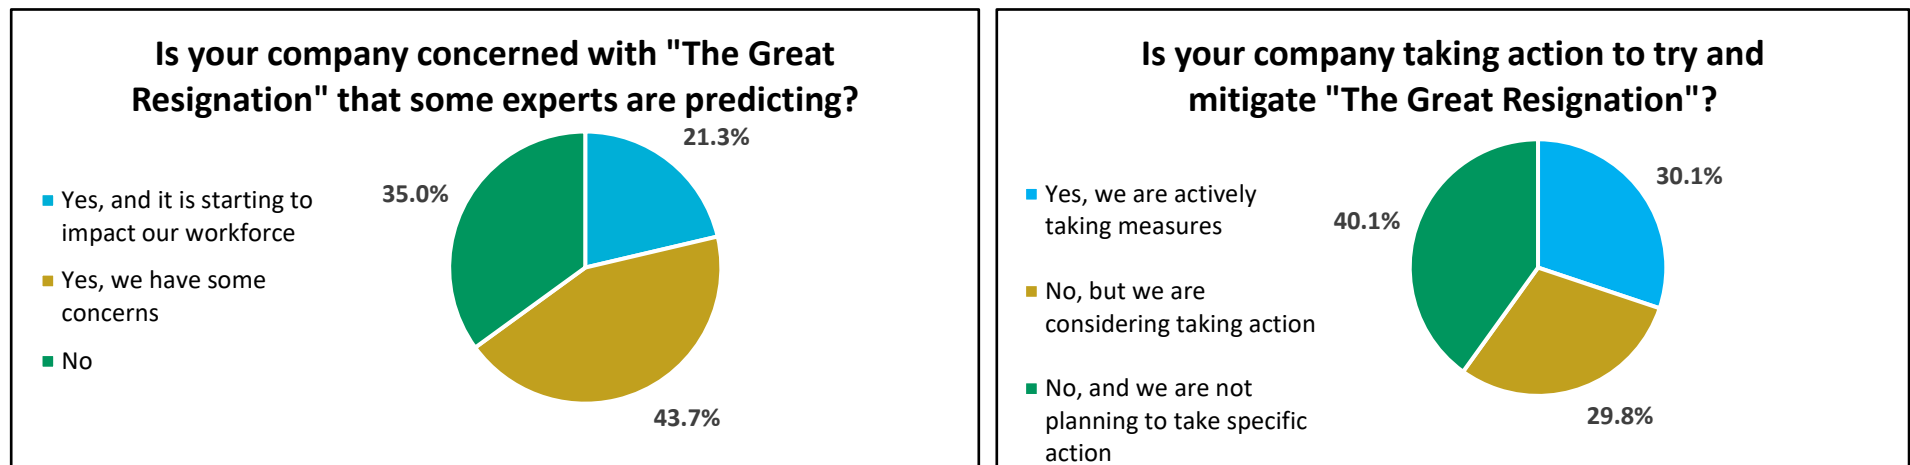 Is your company concerned with "The Great
Resignation" that some experts are predicting?
21.3%
35.0%
Yes, and it is starting to
impact our workforce
Yes, we have some
concerns
No
43.7%
Is your company taking action to try and
mitigate "The Great Resignation"?
30.1%
40.1%
Yes, we are actively
taking measures
No, but we are
considering taking action
No, and we are not
planning to take specific
action
29.8%